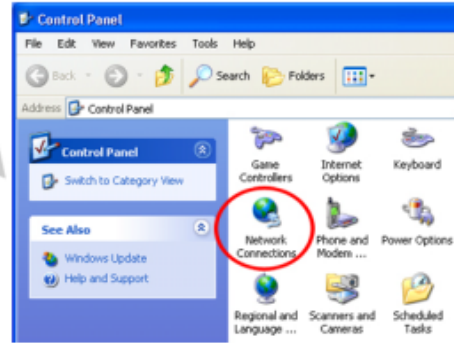 Control Panel
File Edit View Favorites Tools Help
Back Search Folders
Address Control Panel
Control Panel
Switch to Category View
See Also
Windows Update
Help and Support
Game
Controllers
Internet
Options
Keyboard
Network
Connections
Phone and
Modem ...
Power Options
Regional and
Language ...
Scanners and
Cameras
Scheduled
Tasks